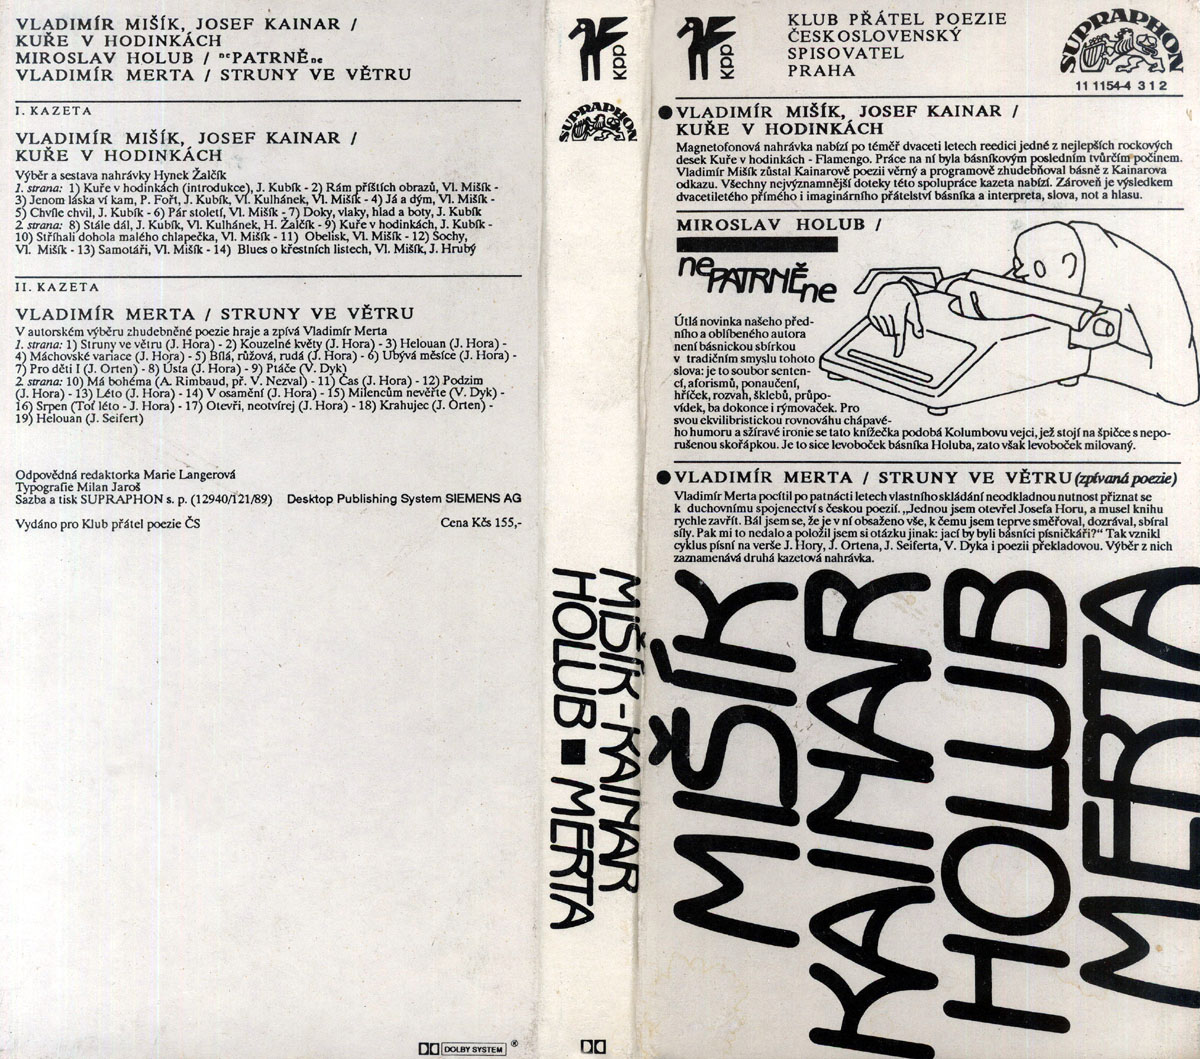 VLADIMÍR MIŠÍK, JOSEF KAINAR /
KUŘE V HODINKÁCH
MIROSLAV HOLUB / nePATRNĚne
VLADIMÍR MERTA / STRUNY VE VĚTRU
I. KAZETA
VLADIMÍR MIŠÍK, JOSEF KAINAR /
KUŘE V HODINKÁCH
Výběr a sestava nahrávky Hynek Žalčík
1. strana: 1) Kuře v hodinkách (introdukce), J. Kubík - 2) Rám příštích obrazů, Vl. Mišík -
3) Jenom láska ví kam, P. Fořt, J. Kubík, Vl. Kulhánek, Vl. Mišík - 4) Já a dým, Vl. Mišík -
5) Chvíle chvil, J. Kubík - 6) Pár století, Vl. Mišík - 7) Doky, vlaky, hlad a boty, J. Kubík
2 strana: 8) Stále dál, J. Kubík, Vl. Kulhánek, H. Žalčík - 9) Kuře v hodinkách, J. Kubík -
10) Stříhali dohola malého chlapečka, Vl. Mišík - 11) Obelisk, Vl. Mišík - 12) Sochy,
Vl. Mišík - 13) Samotáři, Vl. Mišík - 14) Blues o křestních listech, Vl. Mišík, J. Hrubý
II. KAZETA
VLADIMÍR MERTA / STRUNY VE VĚTRU
V autorském výběru zhudebněné poezie hraje a zpívá Vladimír Merta
1. strana: 1) Struny ve větru (J. Hora) - 2) Kouzelné květy (J. Hora) - 3) Helouan (J. Hora) -
4) Máchovské variace (J. Hora) - 5) Bílá, růžová, rudá (J. Hora) - 6) Ubývá měsíce (J. Hora) -
7) Pro děti I (J. Orten) - 8) Ústa (J. Hora) - 9) Ptáče (V. Dyk)
2 strana: 10) Má bohéma (A. Rimbaud, př. V. Nezval) - 11) Čas (J. Hora) - 12) Podzim
(J. Hora) - 13) Léto (J. Hora) - 14) V osamění (J. Hora) - 15) Milencům nevěřte (V. Dyk) -
16) Srpen (Toť léto - J. Hora) - 17) Otevři, neotvírej (J. Hora) - 18) Krahujec (J. Orten) -
19) Helouan (J. Seifert)
Odpovědná redaktorka Marie Langerová
Typografie Milan Jaroš
Sazba a tisk SUPRAPHON s. p. (12940/121/89) Desktop Publishing System SIEMENS AG
Vydáno pro Klub přátel poezie ČS Cena Kčs 155,-
DOLBY SYSTEM ®
kpp
SUPRAPHON
MIŠÍK-KAINAR
HOLUB ■ MERTA
kpp
KLUB PŘÁTEL POEZIE
ČESKOSLOVENSKÝ
SPISOVATEL
PRAHA
SUPRAPHON
11 1154-4 312
●VLADIMÍR MIŠÍK, JOSEF KAINAR /
KUŘE V HODINKÁCH
Magnetofonová nahrávka nabízí po téměř dvaceti letech reedici jedné z nejlepších rockových
desek Kuře v hodinkách - Flamengo. Práce na ní byla básníkovým posledním tvůrčím počinem.
Vladimír Mišík zůstal Kainarově poezii věrný a programově zhudebňoval básně z Kainarova
odkazu. Všechny nejvýznamnější doteky této spolupráce kazeta nabízí. Zároveň je výsledkem
dvacetiletého přímého i imaginárního přátelství básníka a interpreta, slova, not a hlasu.
MIROSLAV HOLUB /
nePATRNĚne
Útlá novinka našeho před-
ního a oblíbeného autora
není básnickou sbírkou
v tradičním smyslu tohoto
slova: je to soubor senten-
cí, aforismů, ponaučení,
hříček, rozvah, šklebů, průpo-
vídek, ba dokonce i rýmovaček. Pro
svou ekvilibristickou rovnováhu chápavé-
ho humoru a sžíravé ironie se tato knížečka podobá Kolumbovu vejci, jež stojí na špičce s nepo-
rušenou skořápkou. Je to sice levoboček básníka Holuba, zato však levoboček milovaný.
●VLADIMÍR MERTA / STRUNY VE VĚTRU (zpívaná poezie)
Vladimír Merta pocítil po patnácti letech vlastního skládání neodkladnou nutnost přiznat se
k duchovnímu spojenectví s českou poezií. „Jednou jsem otevřel Josefa Horu, a musel knihu
rychle zavřít. Bál jsem se, že je v ní obsaženo vše, k čemu jsem teprve směřoval, dozrával, sbíral
síly. Pak mi to nedalo a položil jsem si otázku jinak: jací by byli básníci písničkáři?“ Tak vznikl
cyklus písní na verše J. Hory, J. Ortena, J. Seiferta, V. Dyka i poezii překladovou. Výběr z nich
zaznamenává druhá kazetová nahrávka.
MIŠÍK
KAINAR
HOLUB
MERTA